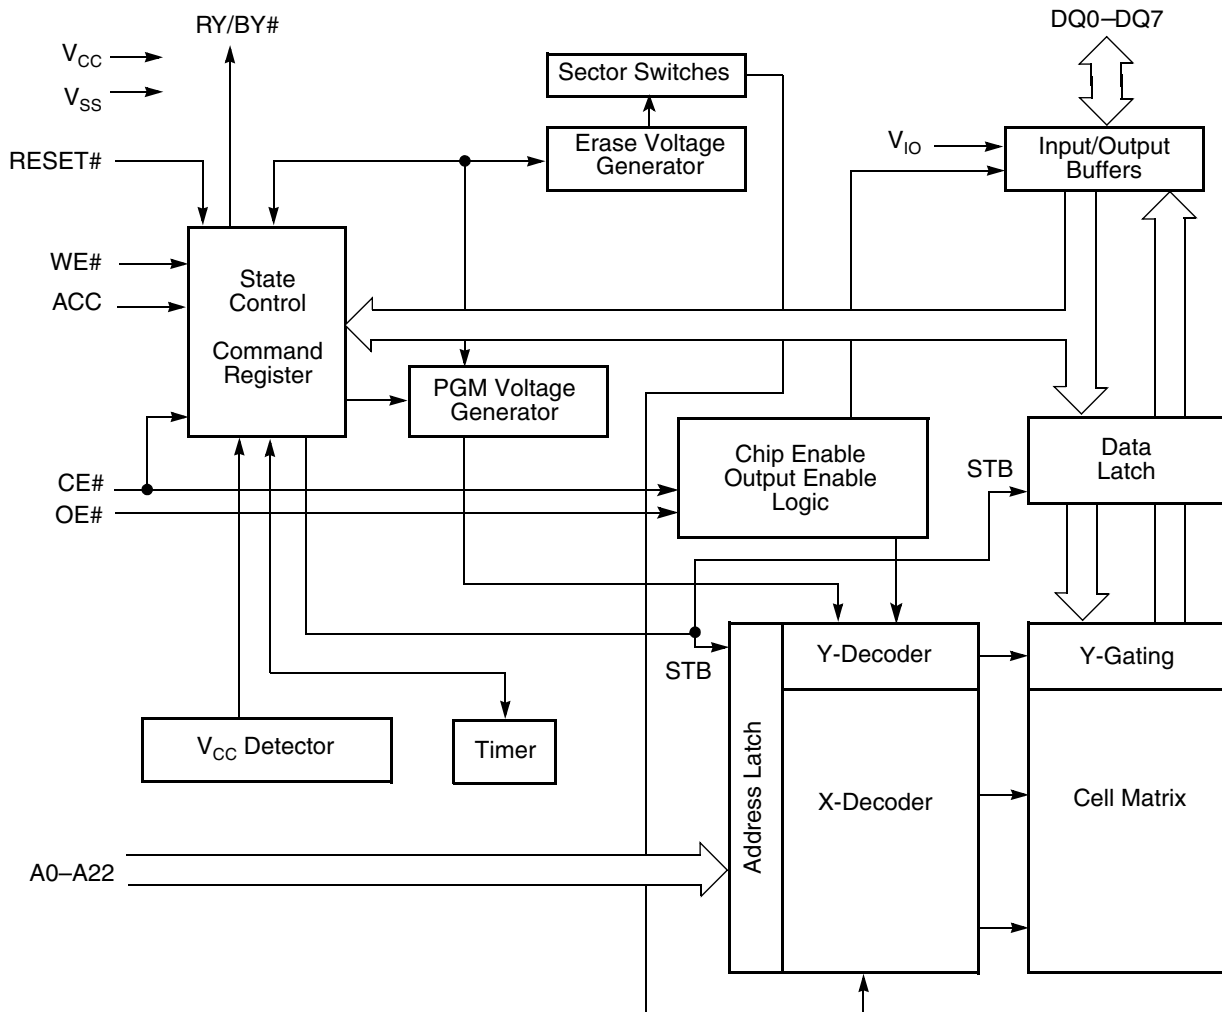 RY/BY#
DQ0–DQ7
VCC
VSS
Sector Switches
RESET#
Erase Voltage
Generator
VIO
Input/Output
Buffers
WE#
ACC
State
Control
Command
Register
PGM Voltage
Generator
CE#
OE#
Chip Enable
Output Enable
Logic
STB
Data
Latch
STB
Y-Decoder
Y-Gating
VCC Detector
Timer
Address Latch
X-Decoder
Cell Matrix
A0–A22